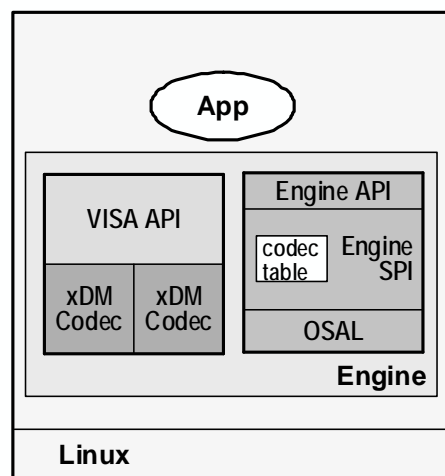 App
VISA API
xDM
Codec
xDM
Codec
Engine API
codec
table
Engine
SPI
OSAL
Engine
Linux